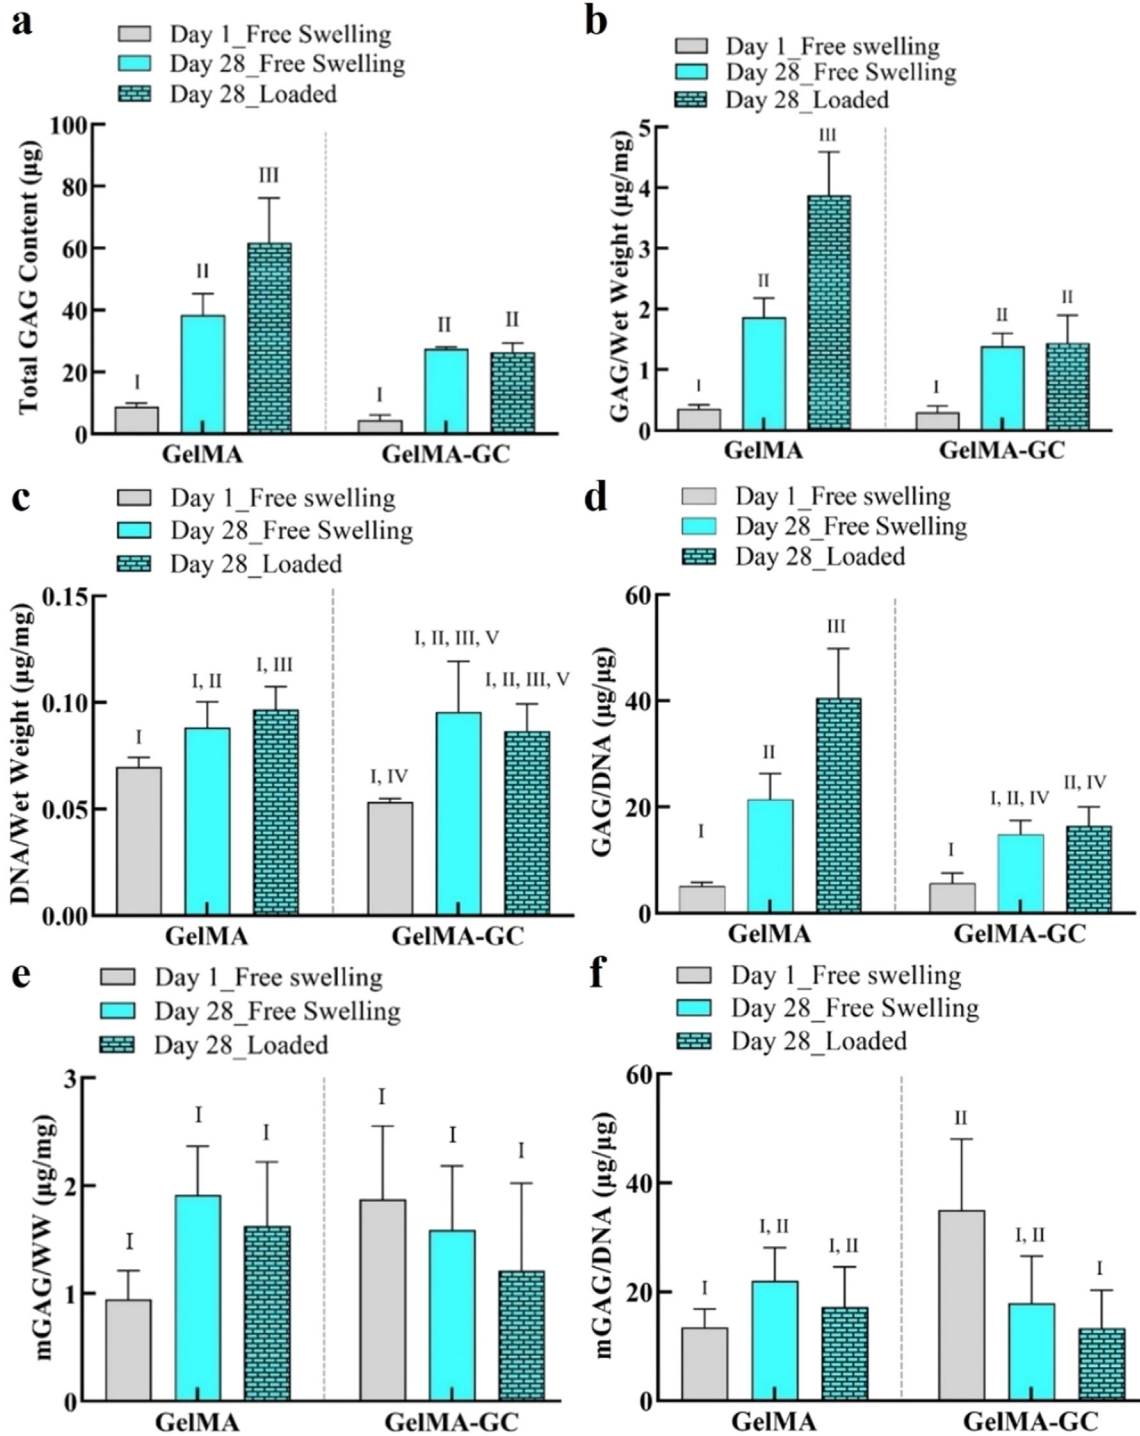 a
Day 1_Free Swelling
Day 28_Free Swelling
Day 28_Loaded
Total GAG Content (µg)
100
80
60
40
20
0
I
II
III
I
II
II
GelMA
GelMA-GC
b
Day 1_Free swelling
Day 28_Free Swelling
Day 28_Loaded
GAG/Wet Weight (µg/mg)
5
4
3
2
1
0
I
II
III
I
II
II
GelMA
GelMA-GC
c
Day 1_Free swelling
Day 28_Free Swelling
Day 28_Loaded
DNA/Wet Weight (µg/mg)
0.15
0.10
0.05
0.00
I
I, II
I, III
I, IV
I, II, III, V
I, II, III, V
GelMA
GelMA-GC
d
Day 1_Free swelling
Day 28_Free Swelling
Day 28_Loaded
GAG/DNA (µg/µg)
60
40
20
0
I
II
III
I
I, II, IV
II, IV
GelMA
GelMA-GC
e
Day 1_Free swelling
Day 28_Free Swelling
Day 28_Loaded
mGAG/WW (µg/mg)
3
2
1
0
I
I
I
I
I
I
GelMA
GelMA-GC
f
Day 1_Free swelling
Day 28_Free Swelling
Day 28_Loaded
mGAG/DNA (µg/µg)
60
40
20
0
I
I, II
I, II
II
I, II
I
GelMA
GelMA-GC